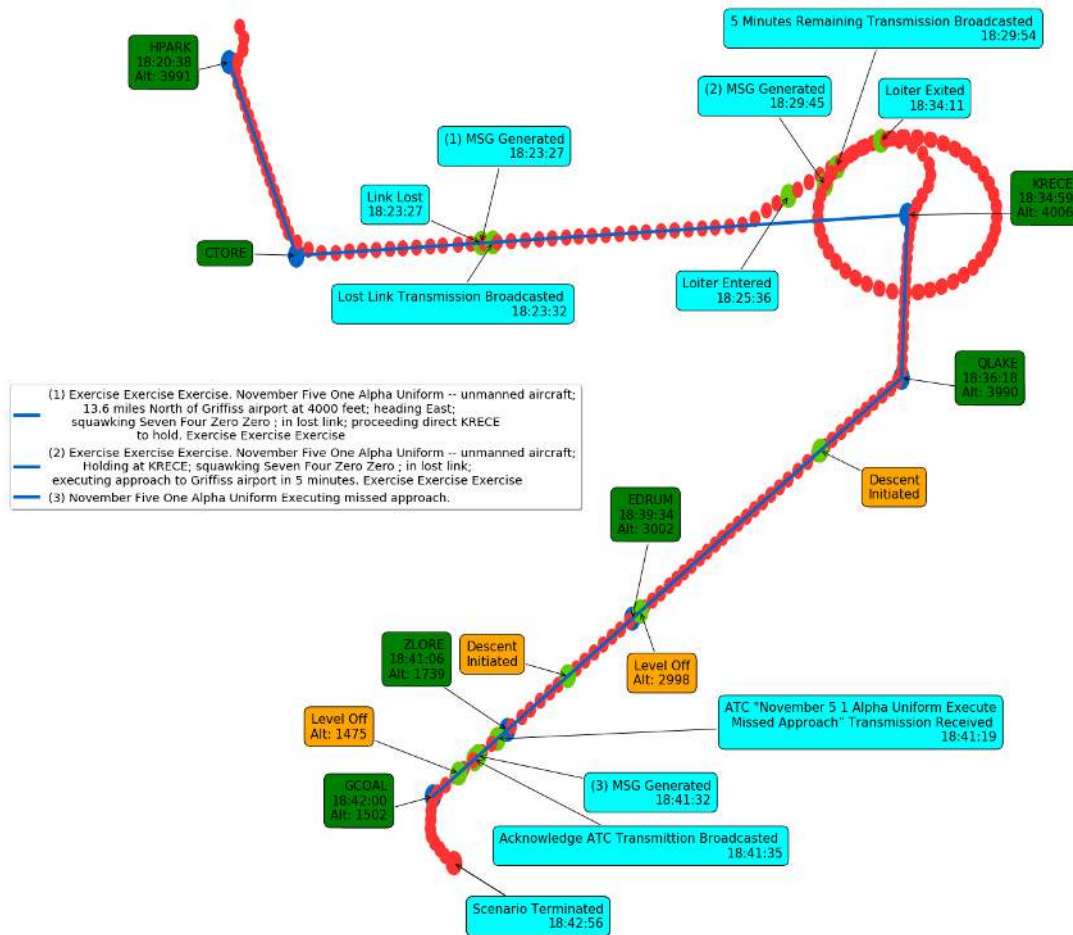 5 Minutes Remaining Transmission Broadcasted
18:29:54
HPARK
18:20:38
Alt: 3991
(2) MSG Generated
18:29:45
Loiter Exited
18:34:11
(1) MSG Generated
18:23:27
Link Lost
18:23:27
KRECE
18:34:59
Alt: 4006
CTORE
Lost Link Transmission Broadcasted
18:23:32
Loiter Entered
18:25:36
QLAKE
18:36:18
Alt: 3990
(1) Exercise Exercise Exercise. November Five One Alpha Uniform -- unmanned aircraft;
13.6 miles North of Griffiss airport at 4000 feet; heading East;
squawking Seven Four Zero Zero ; in lost link; proceeding direct KRECE
to hold. Exercise Exercise Exercise
(2) Exercise Exercise Exercise. November Five One Alpha Uniform -- unmanned aircraft;
Holding at KRECE; squawking Seven Four Zero Zero ; in lost link;
executing approach to Griffiss airport in 5 minutes. Exercise Exercise Exercise
(3) November Five One Alpha Uniform Executing missed approach.
Descent
Initiated
EDRUM
18:39:34
Alt: 3002
ZLORE
18:41:06
Alt: 1739
Descent
Initiated
Level Off
Alt: 2998
Level Off
Alt: 1475
ATC "November 5 1 Alpha Uniform Execute
Missed Approach" Transmission Received
18:41:19
GCOAL
18:42:00
Alt: 1502
(3) MSG Generated
18:41:32
Acknowledge ATC Transmittion Broadcasted
18:41:35
Scenario Terminated
18:42:56